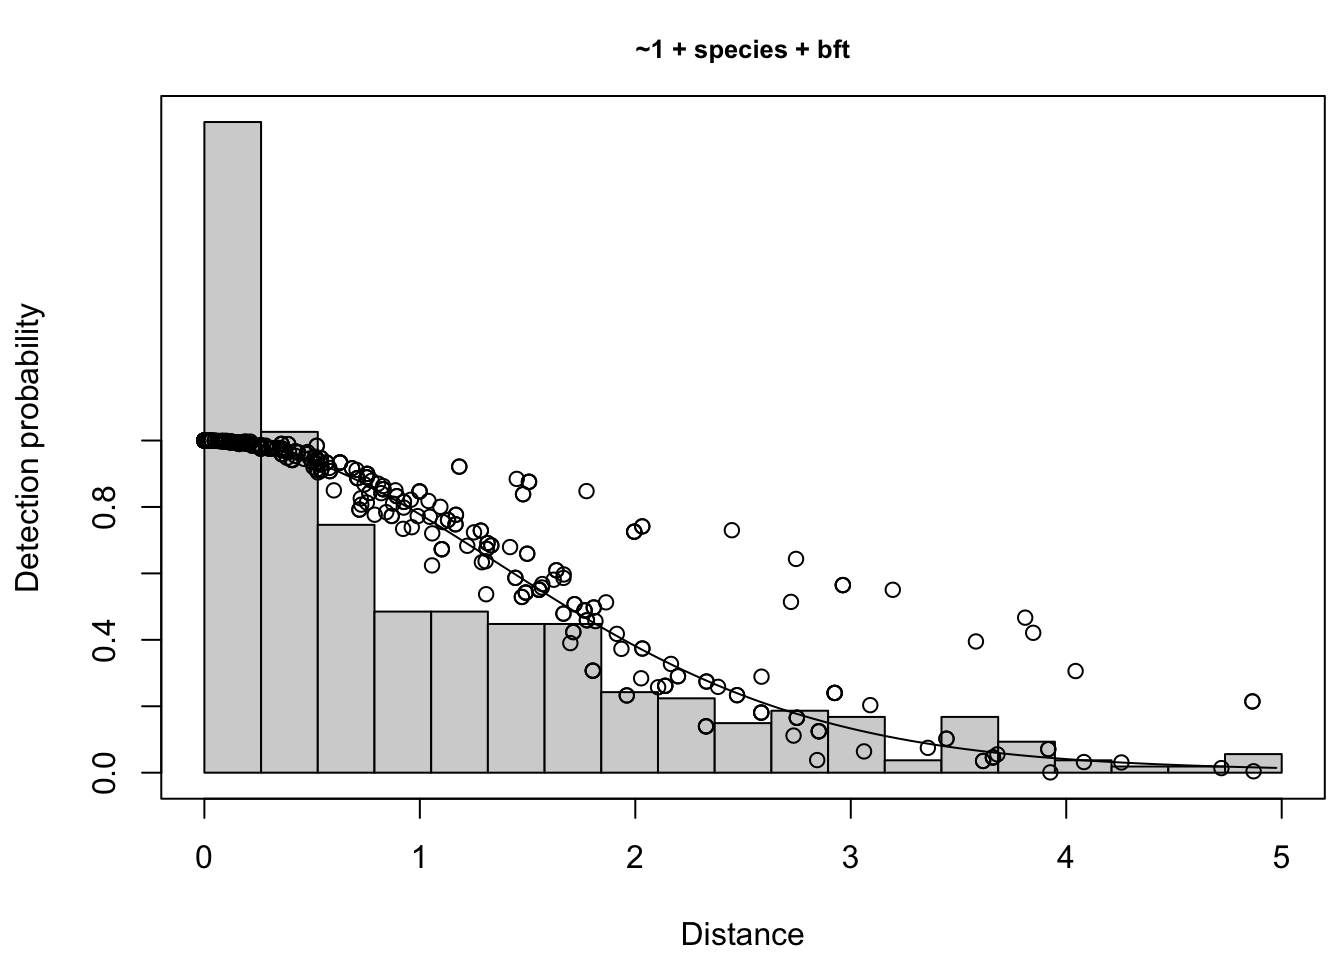 ~1 + species + bft
Detection probability
0.8
0.4
0.0
0 1 2 3 4 5
Distance